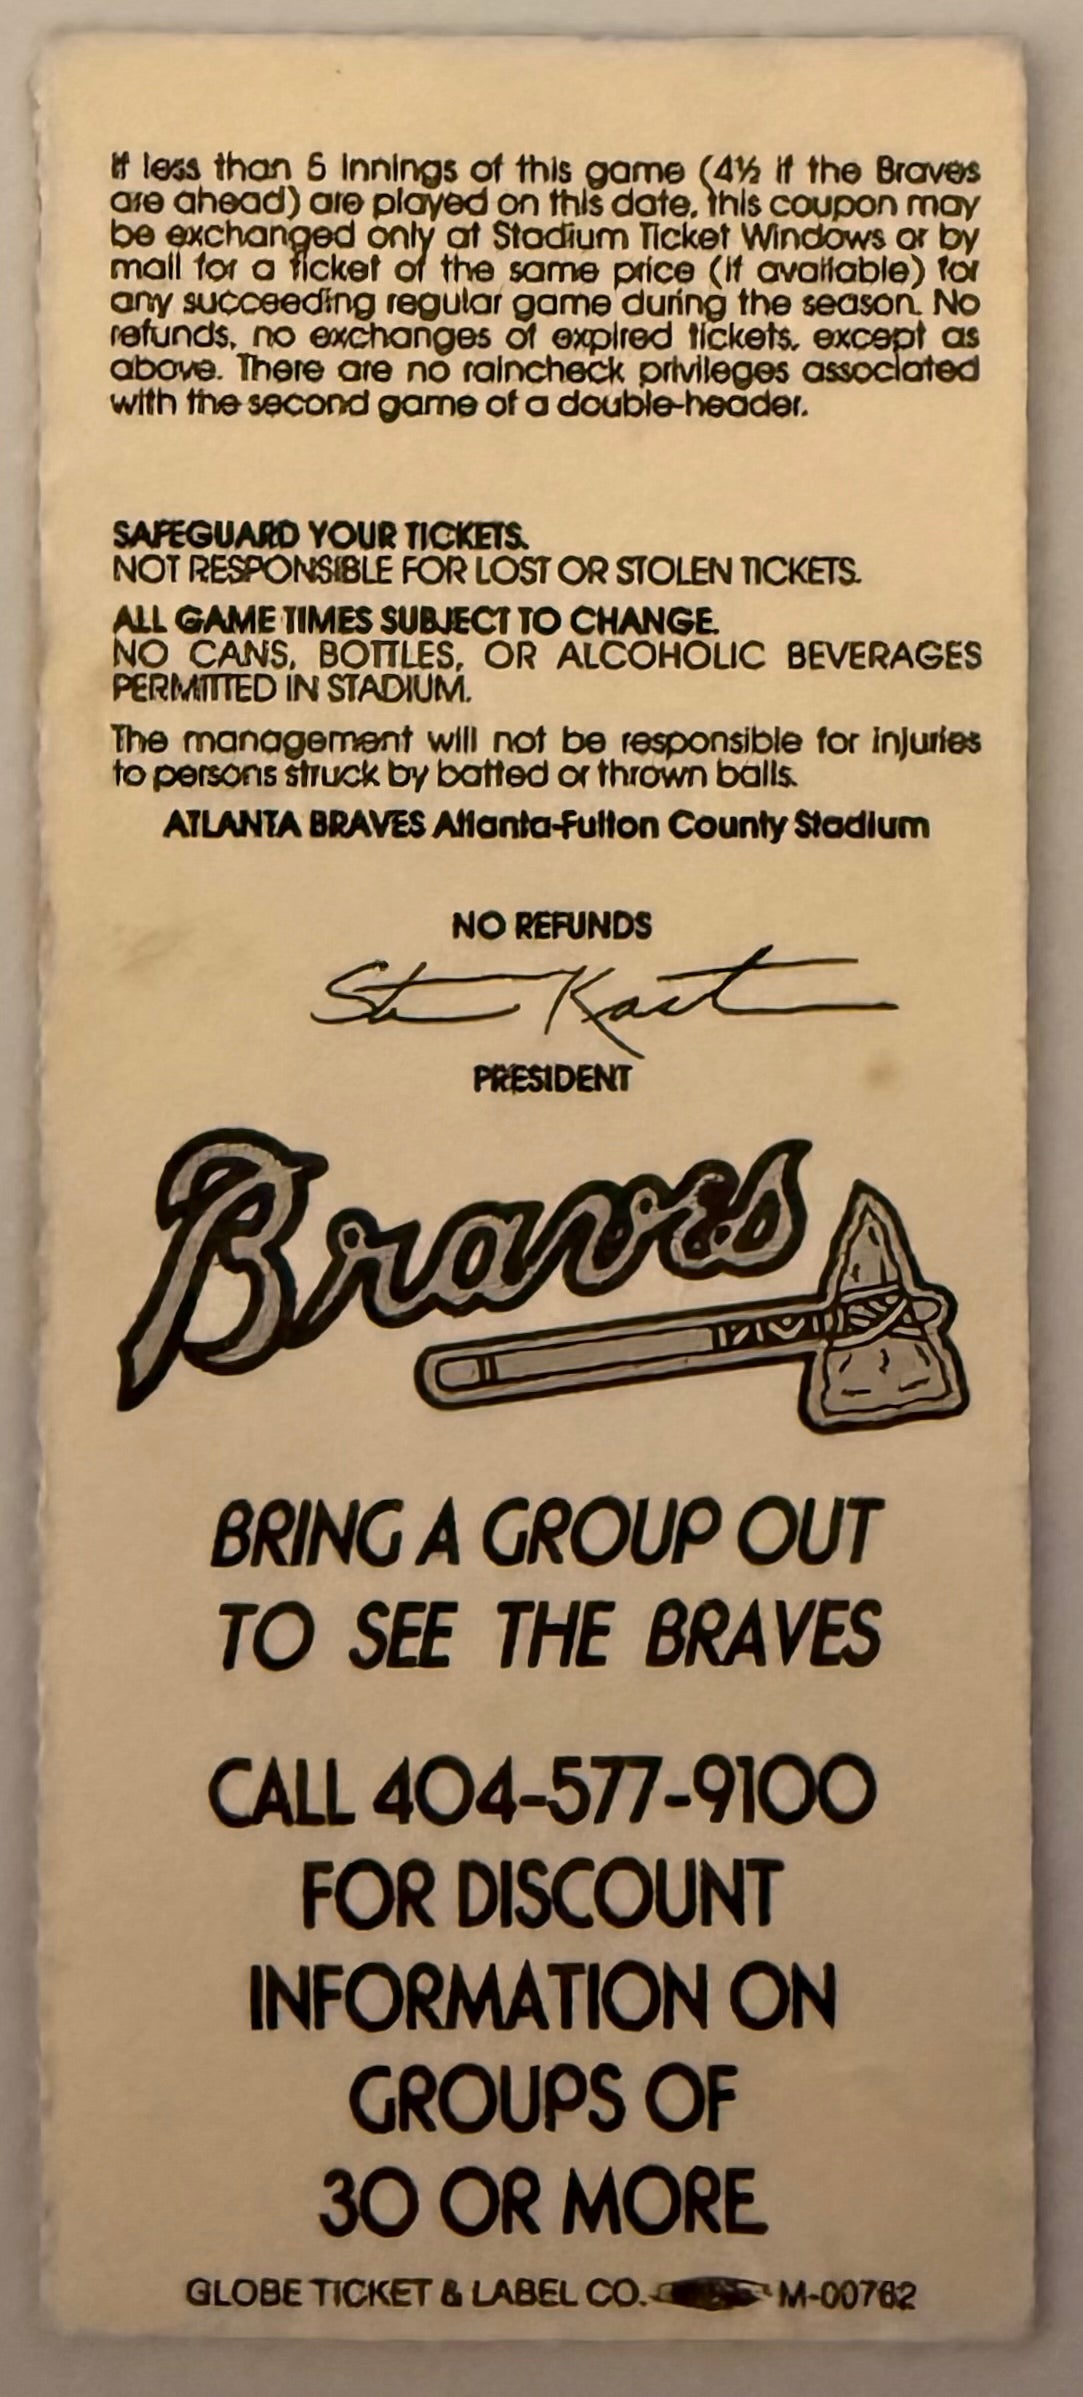 If less than 5 innings of this game (4½ if the Braves
are ahead) are played on this date, this coupon may
be exchanged only at Stadium Ticket Windows or by
mail for a ticket of the same price (if available) for
any succeeding regular game during the season. No
refunds, no exchanges of expired tickets, except as
above. There are no raincheck privileges associated
with the second game of a double-header.
SAFEGUARD YOUR TICKETS.
NOT RESPONSIBLE FOR LOST OR STOLEN TICKETS.
ALL GAME TIMES SUBJECT TO CHANGE.
NO CANS, BOTTLES, OR ALCOHOLIC BEVERAGES
PERMITTED IN STADIUM.
The management will not be responsible for injuries
to persons struck by batted or thrown balls.
ATLANTA BRAVES Atlanta-Fulton County Stadium
NO REFUNDS
Stan Kasten
PRESIDENT
Braves
BRING A GROUP OUT
TO SEE THE BRAVES
CALL 404-577-9100
FOR DISCOUNT
INFORMATION ON
GROUPS OF
30 OR MORE
GLOBE TICKET & LABEL CO. M-00762